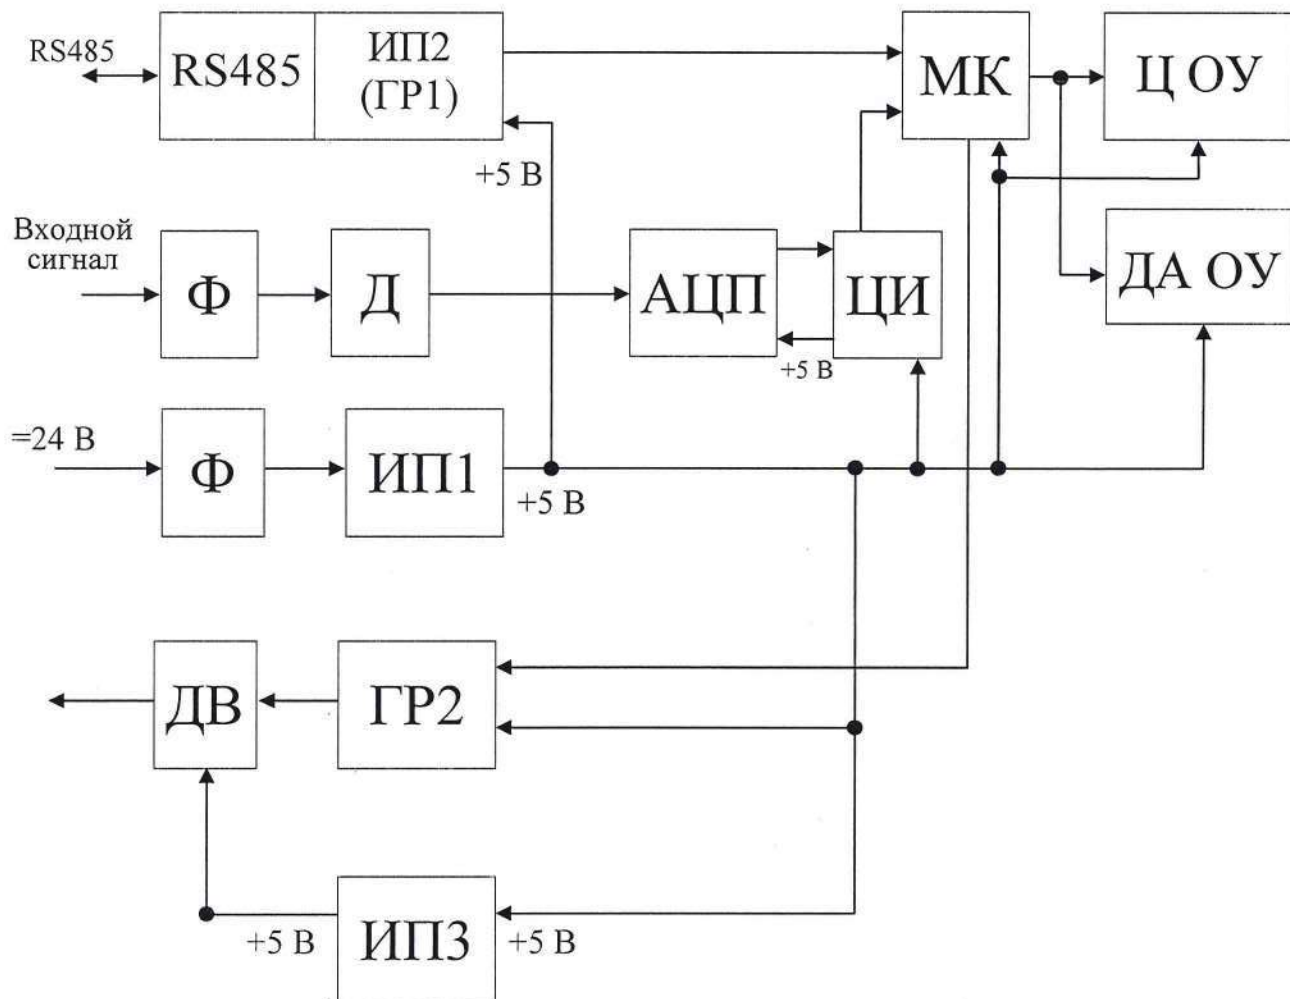 RS485
RS485
ИП2
(ГР1)
МК
Ц ОУ
+5 В
Входной
сигнал
Ф
Д
АЦП
ЦИ
ДА ОУ
+5 В
=24 В
Ф
ИП1
+5 В
ДВ
ГР2
ИП3
+5 В
+5 В